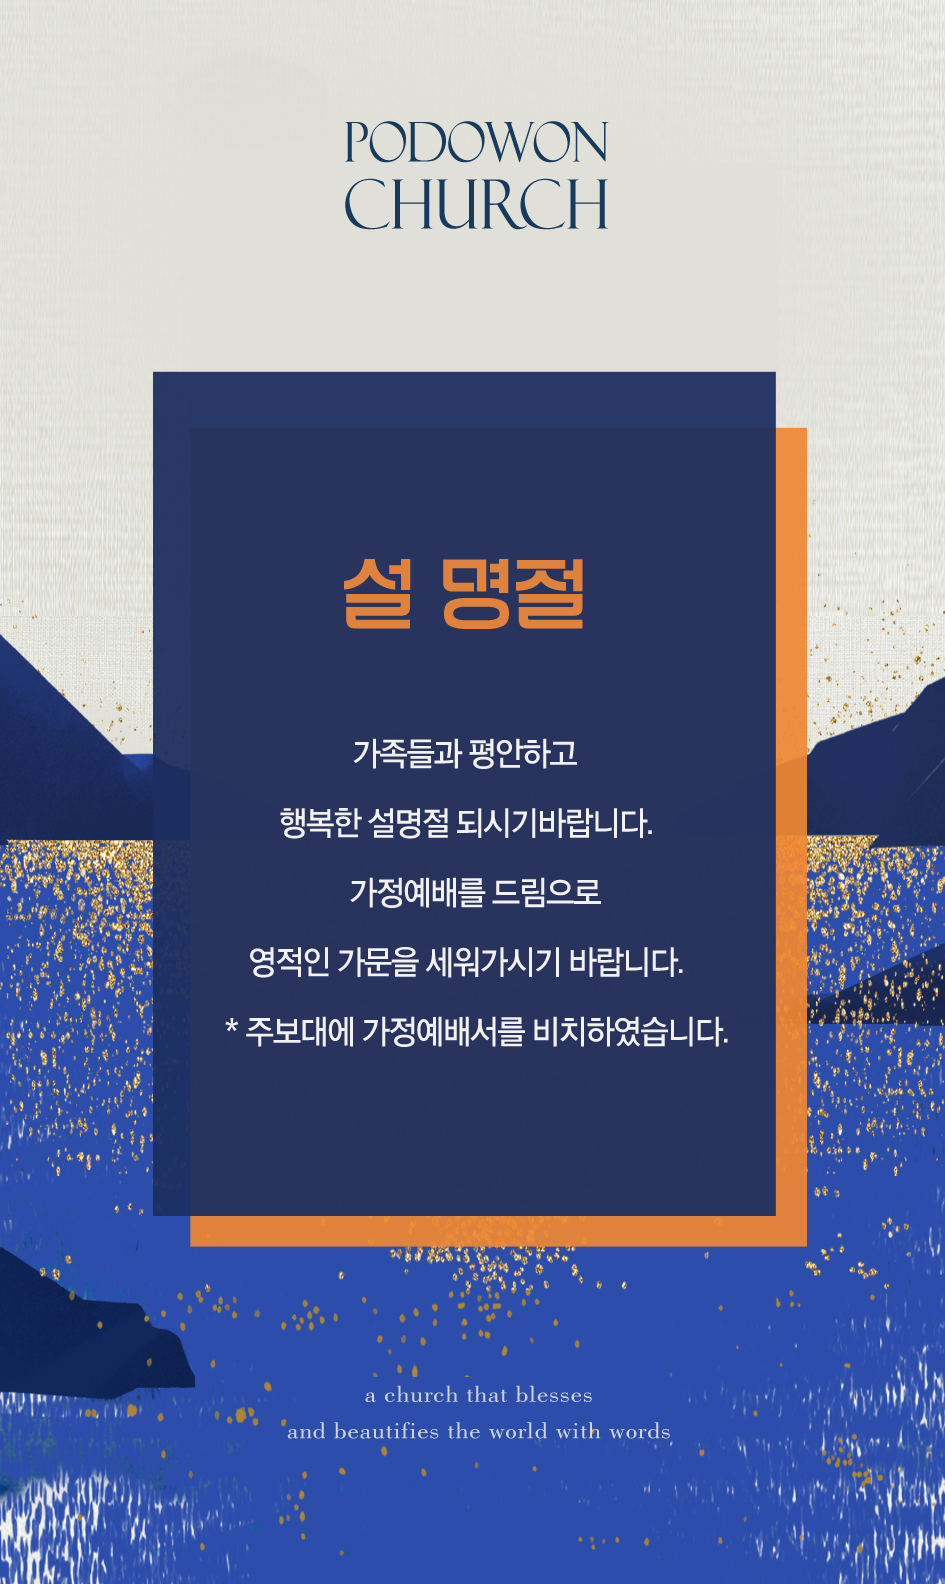 PODOWON
CHURCH
설 명절
가족들과 평안하고
행복한 설명절 되시기바랍니다.
가정예배를 드림으로
영적인 가문을 세워가시기 바랍니다.
* 주보대에 가정예배서를 비치하였습니다.
a church that blesses
and beautifies the world with words